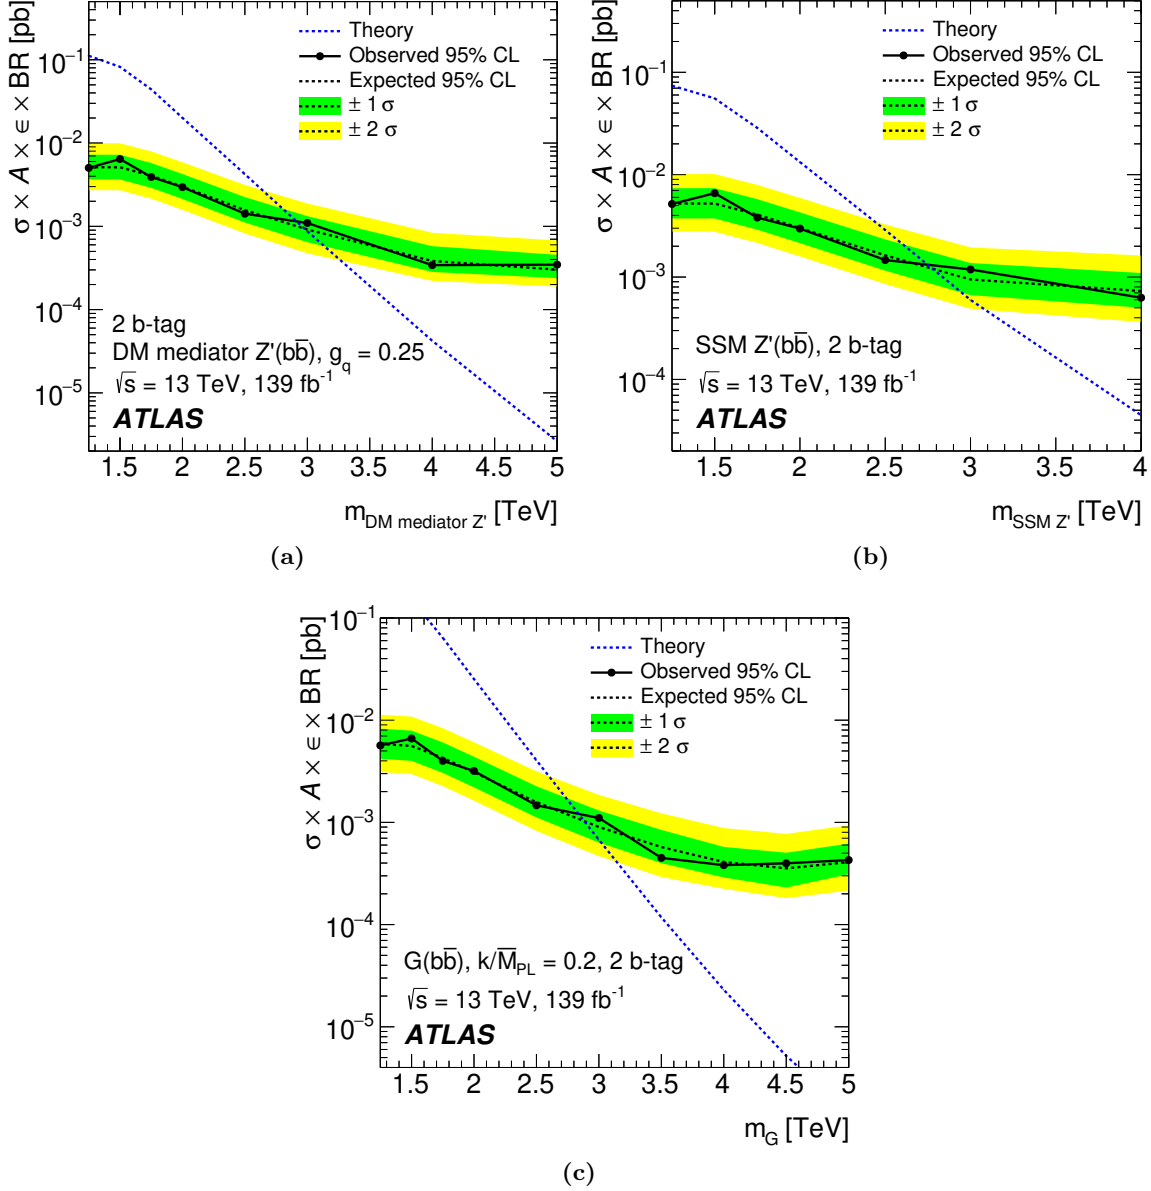 σ × A × ϵ × BR [pb]
10⁻¹
10⁻²
10⁻³
10⁻⁴
10⁻⁵
Theory
Observed 95% CL
Expected 95% CL
± 1 σ
± 2 σ
2 b-tag
DM mediator Z'(bb̅), g_q = 0.25
√s = 13 TeV, 139 fb⁻¹
ATLAS
1.5 2 2.5 3 3.5 4 4.5 5
m_DM mediator Z' [TeV]
(a)
σ × A × ϵ × BR [pb]
10⁻¹
10⁻²
10⁻³
10⁻⁴
Theory
Observed 95% CL
Expected 95% CL
± 1 σ
± 2 σ
SSM Z'(bb̅), 2 b-tag
√s = 13 TeV, 139 fb⁻¹
ATLAS
1.5 2 2.5 3 3.5 4
m_SSM Z' [TeV]
(b)
σ × A × ϵ × BR [pb]
10⁻¹
10⁻²
10⁻³
10⁻⁴
10⁻⁵
Theory
Observed 95% CL
Expected 95% CL
± 1 σ
± 2 σ
G(bb̅), k/M̅_PL = 0.2, 2 b-tag
√s = 13 TeV, 139 fb⁻¹
ATLAS
1.5 2 2.5 3 3.5 4 4.5 5
m_G [TeV]
(c)